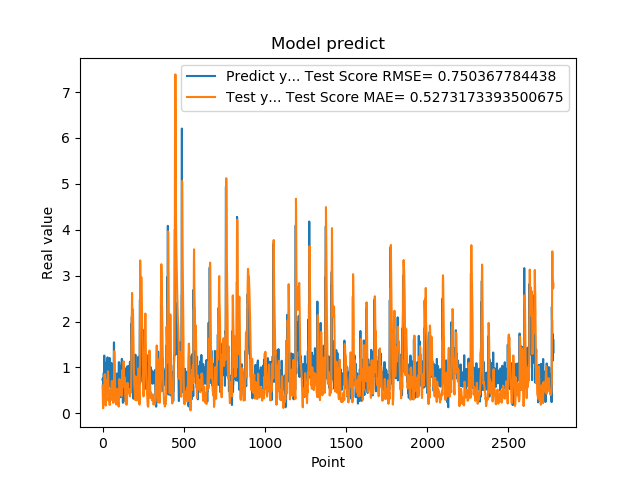 Model predict
Predict y... Test Score RMSE= 0.750367784438
Test y... Test Score MAE= 0.5273173393500675
7
6
5
4
3
2
1
0
Real value
0 500 1000 1500 2000 2500
Point